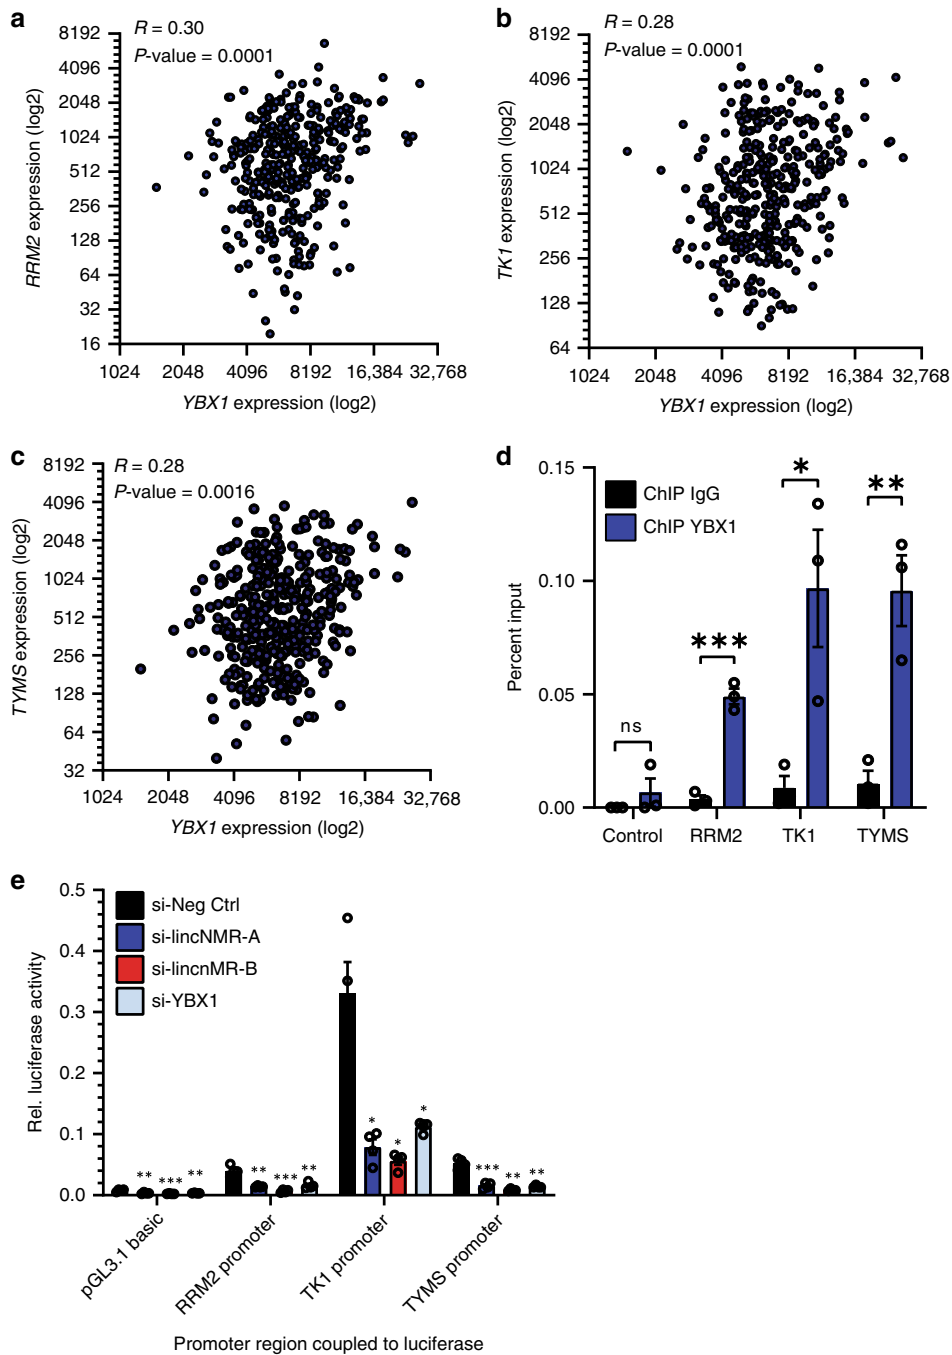 a
R = 0.30
P-value = 0.0001
8192
4096
2048
1024
512
256
128
64
32
16
RRM2 expression (log2)
1024 2048 4096 8192 16,384 32,768
YBX1 expression (log2)
b
R = 0.28
P-value = 0.0001
8192
4096
2048
1024
512
256
128
64
TK1 expression (log2)
1024 2048 4096 8192 16,384 32,768
YBX1 expression (log2)
c
R = 0.28
P-value = 0.0016
8192
4096
2048
1024
512
256
128
64
32
TYMS expression (log2)
1024 2048 4096 8192 16,384 32,768
YBX1 expression (log2)
d
ChIP IgG
ChIP YBX1
0.15
0.10
0.05
0.00
Percent input
ns
***
*
**
Control RRM2 TK1 TYMS
e
si-Neg Ctrl
si-lincNMR-A
si-lincnMR-B
si-YBX1
0.5
0.4
0.3
0.2
0.1
0.0
Rel. luciferase activity
** *** **
** *** **
* * *
*** ** **
pGL3.1 basic
RRM2 promoter
TK1 promoter
TYMS promoter
Promoter region coupled to luciferase